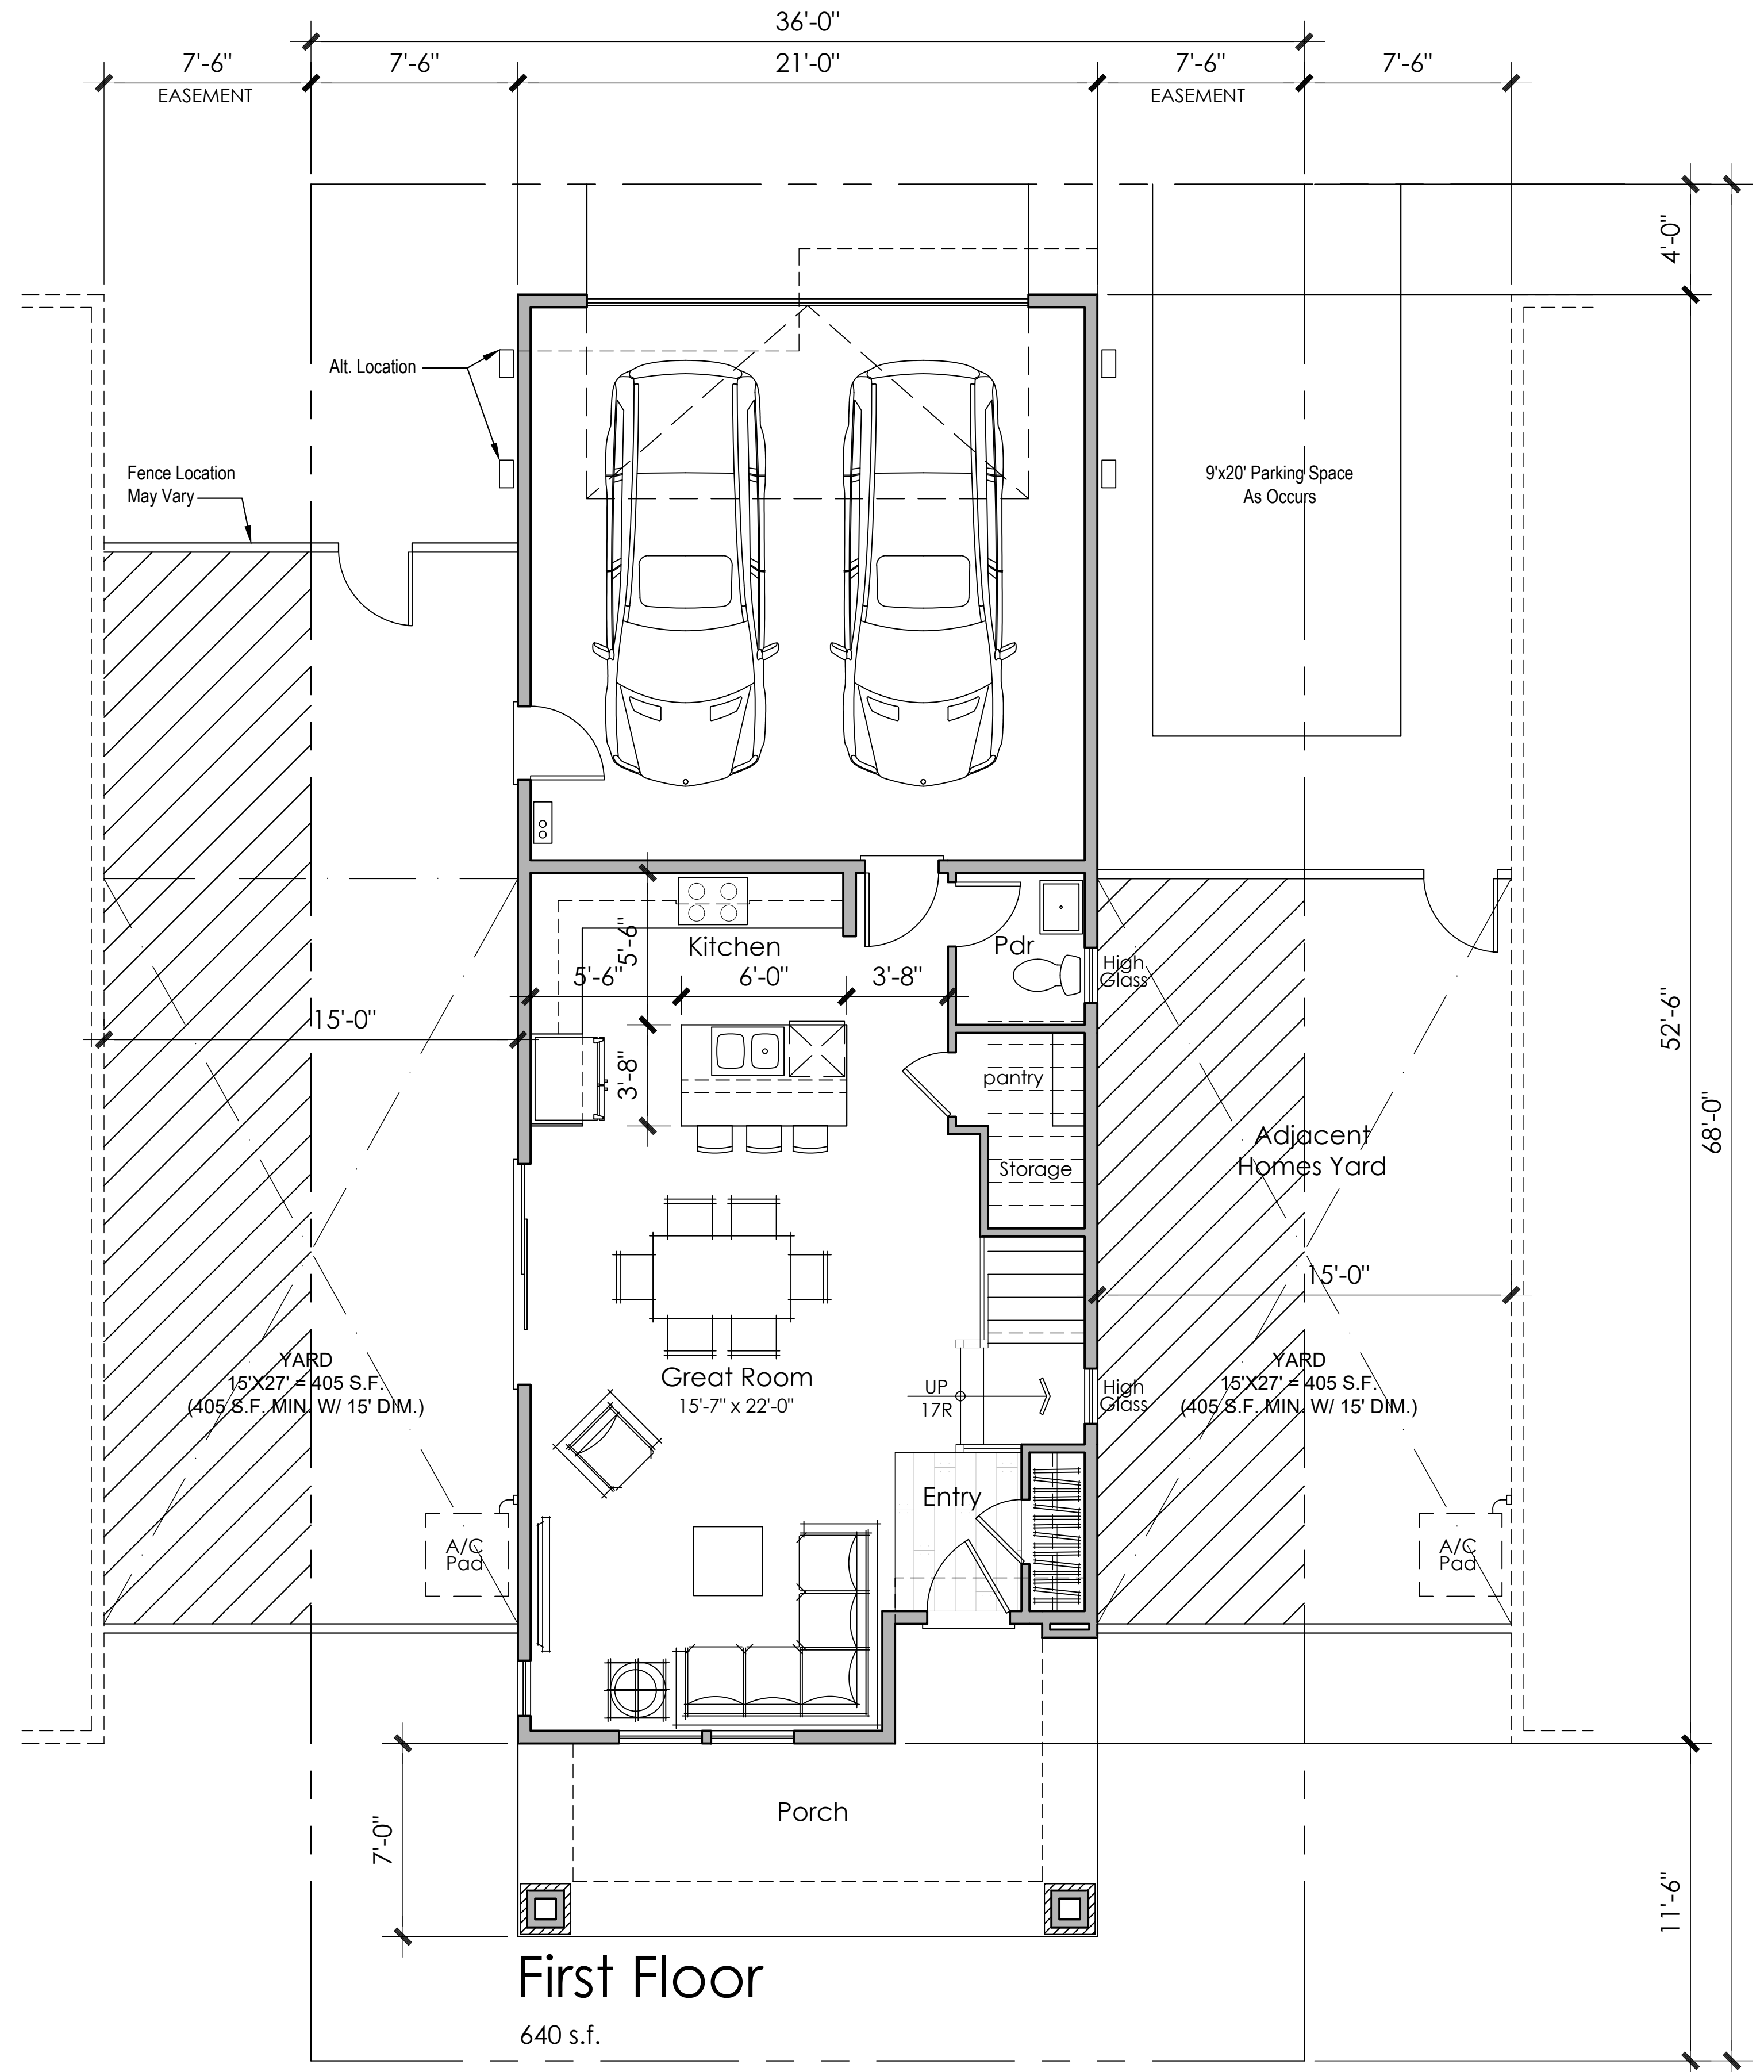 36'-0"
7'-6"
7'-6"
21'-0"
7'-6"
7'-6"
EASEMENT
EASEMENT
4'-0"
Alt. Location
Fence Location
May Vary
9'x20' Parking Space
As Occurs
Kitchen
Pdr
High
Glass
5'-6"
5'-6"
6'-0"
3'-8"
15'-0"
52'-6"
3'-8"
pantry
68'-0"
Adjacent
Homes Yard
Storage
15'-0"
YARD
15'X27' = 405 S.F.
(405 S.F. MIN. W/ 15' DIM.)
Great Room
15'-7" x 22'-0"
UP
17R
High
Glass
YARD
15'X27' = 405 S.F.
(405 S.F. MIN. W/ 15' DIM.)
Entry
A/C
Pad
A/C
Pad
Porch
7'-0"
11'-6"
First Floor
640 s.f.